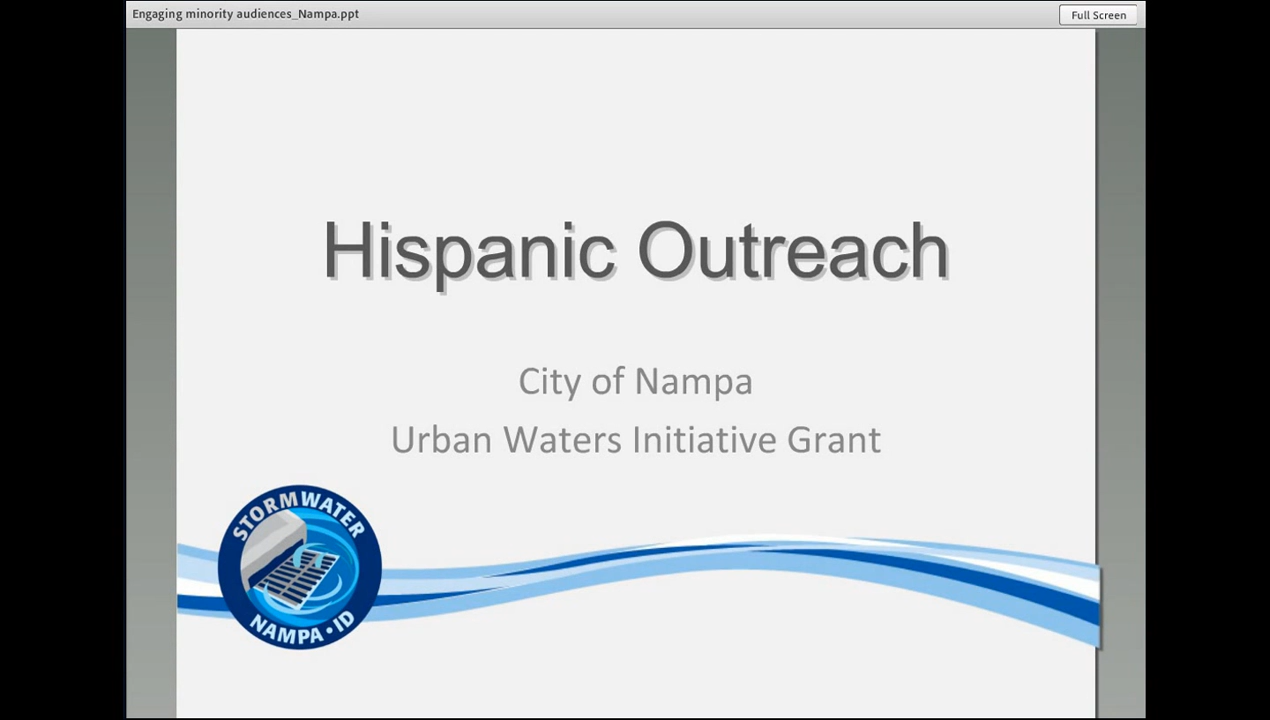 Engaging minority audiences_Nampa.ppt
Full Screen
Hispanic Outreach
City of Nampa
Urban Waters Initiative Grant
STORMWATER
NAMPA • ID